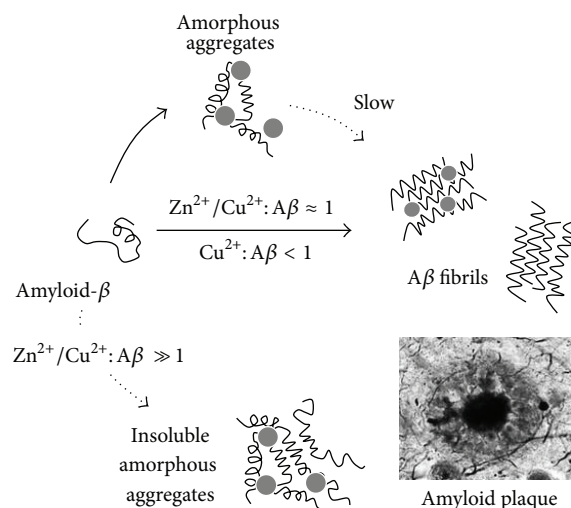 Amorphous
aggregates
Slow
Zn²⁺/Cu²⁺: Aβ ≈ 1
Cu²⁺: Aβ < 1
Amyloid-β
Aβ fibrils
Zn²⁺/Cu²⁺: Aβ ≫ 1
Insoluble
amorphous
aggregates
Amyloid plaque